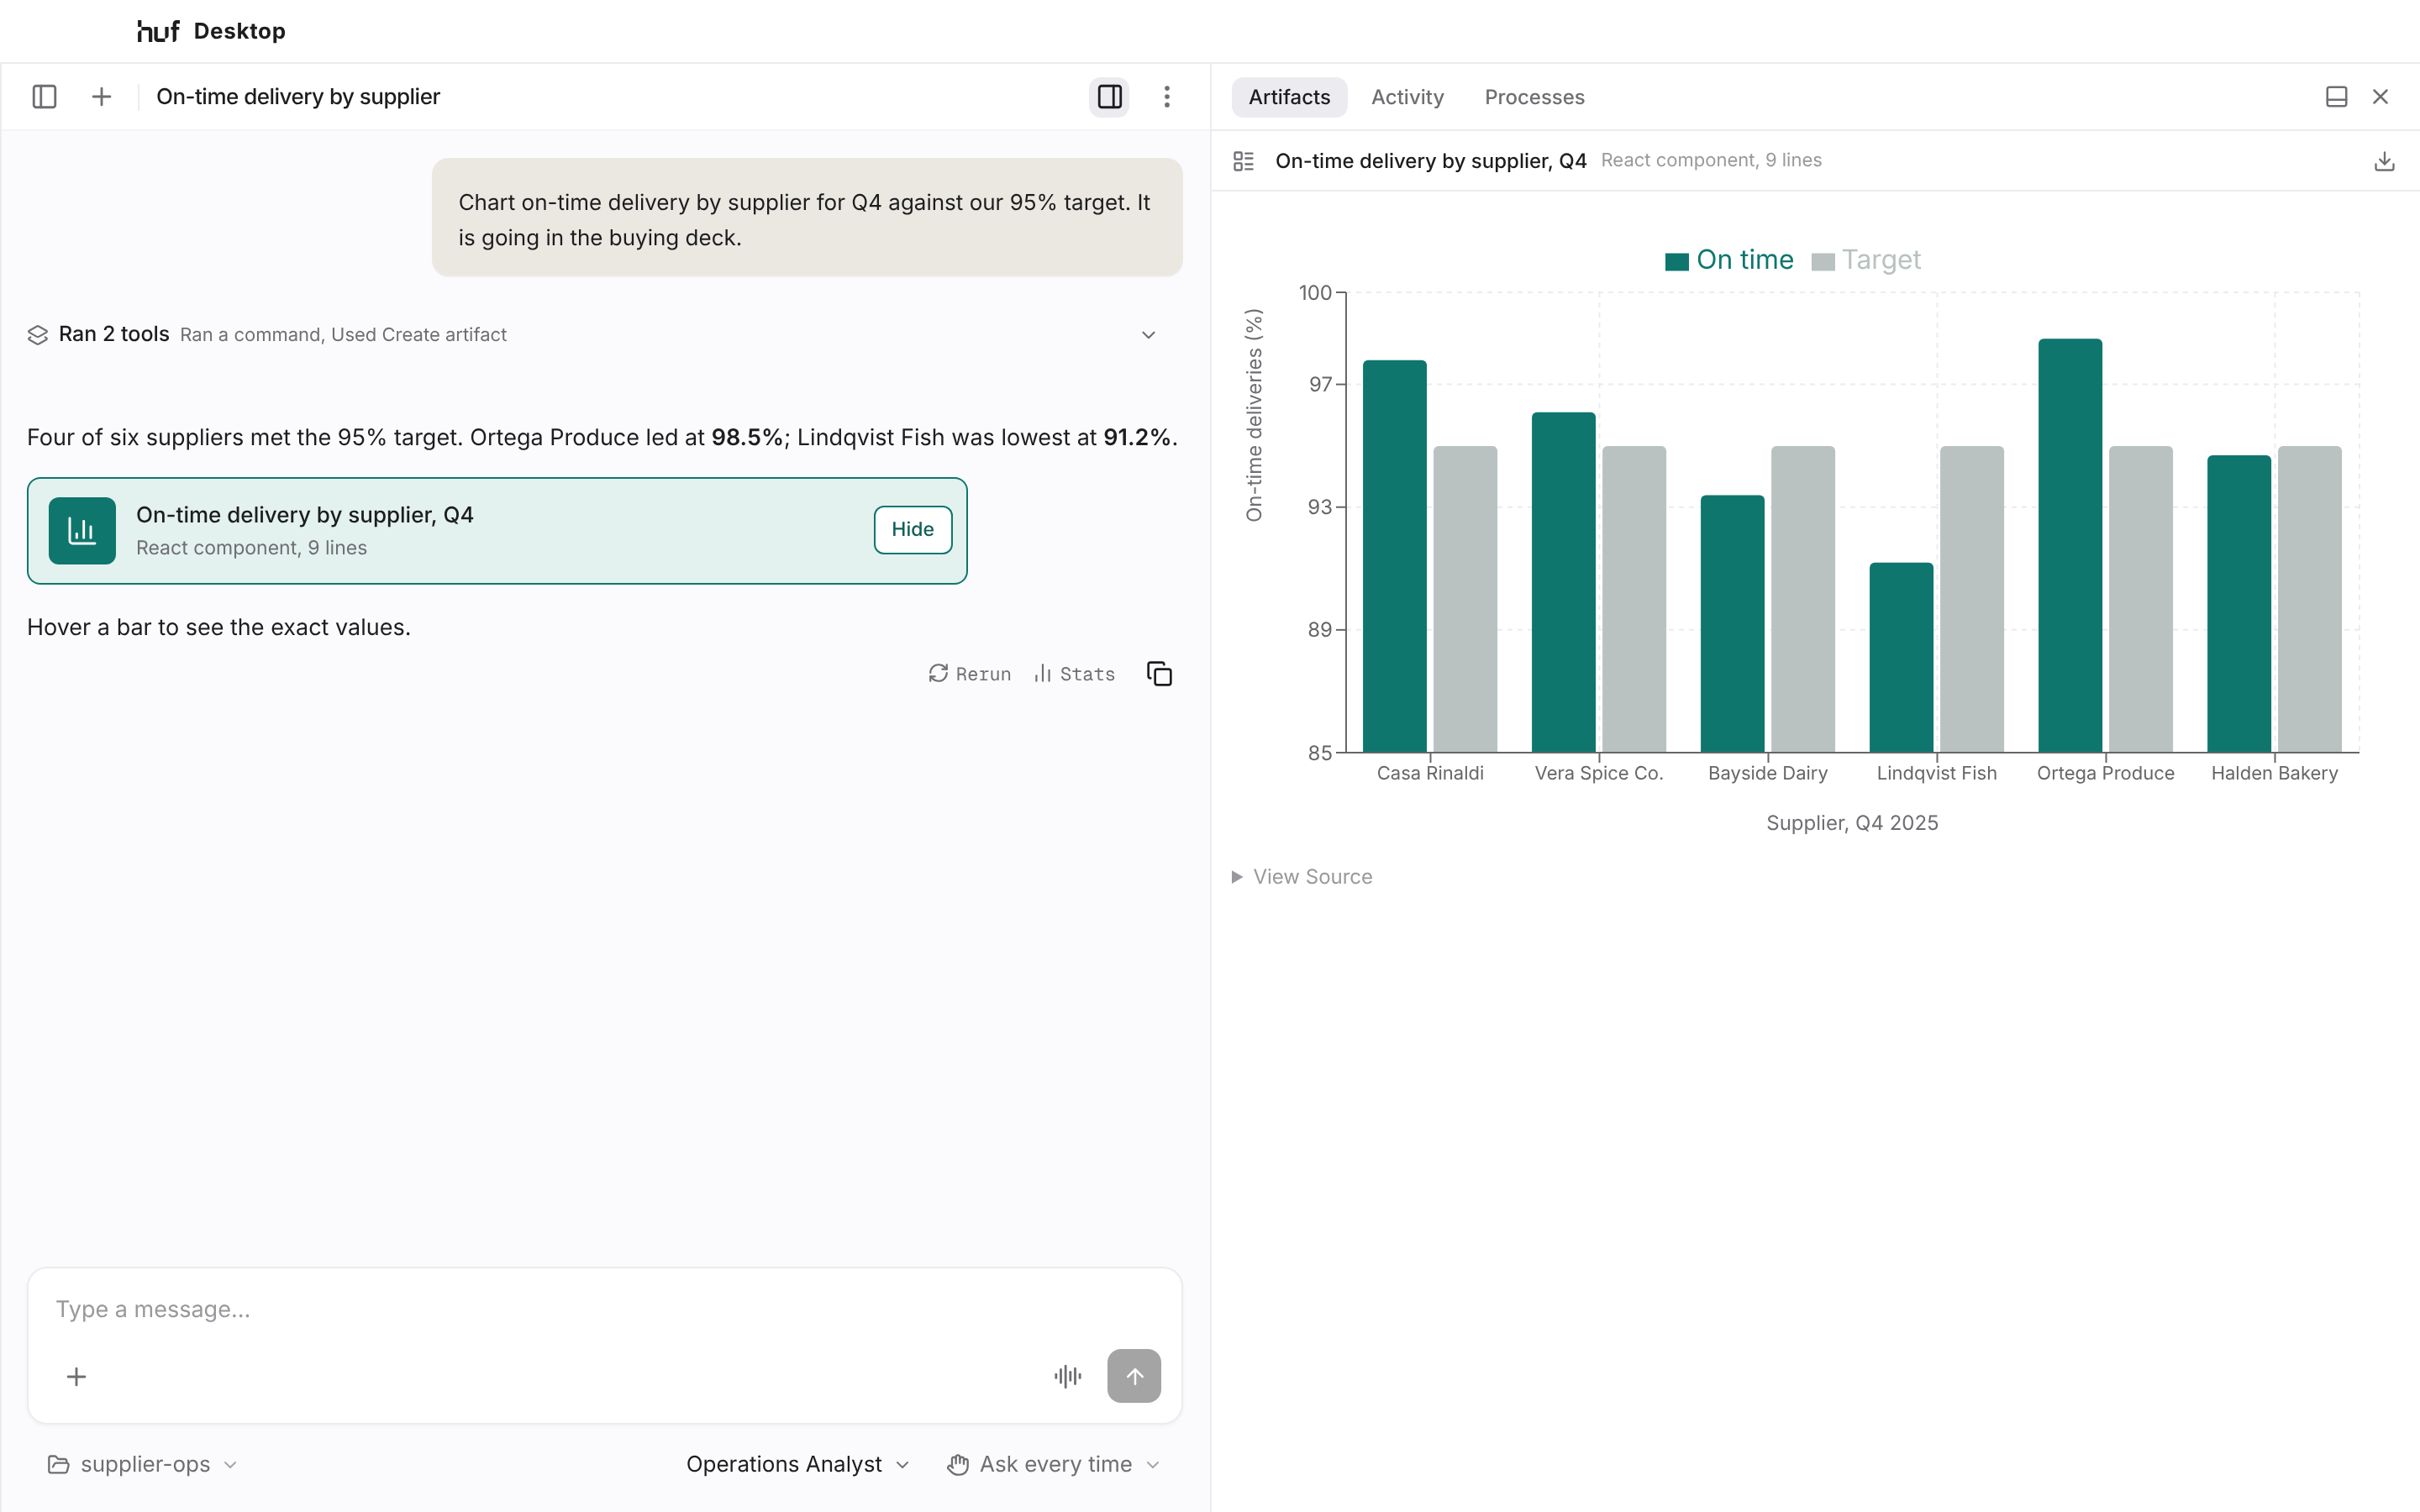 huf Desktop
On-time delivery by supplier
Chart on-time delivery by supplier for Q4 against our 95% target. It
is going in the buying deck.
Ran 2 tools Ran a command, Used Create artifact
Four of six suppliers met the 95% target. Ortega Produce led at 98.5%; Lindqvist Fish was lowest at 91.2%.
On-time delivery by supplier, Q4
React component, 9 lines
Hide
Hover a bar to see the exact values.
Rerun Stats
Type a message...
supplier-ops
Operations Analyst
Ask every time
Artifacts Activity Processes
On-time delivery by supplier, Q4 React component, 9 lines
On time Target
On-time deliveries (%)
100
97
93
89
85
Casa Rinaldi Vera Spice Co. Bayside Dairy Lindqvist Fish Ortega Produce Halden Bakery
Supplier, Q4 2025
View Source